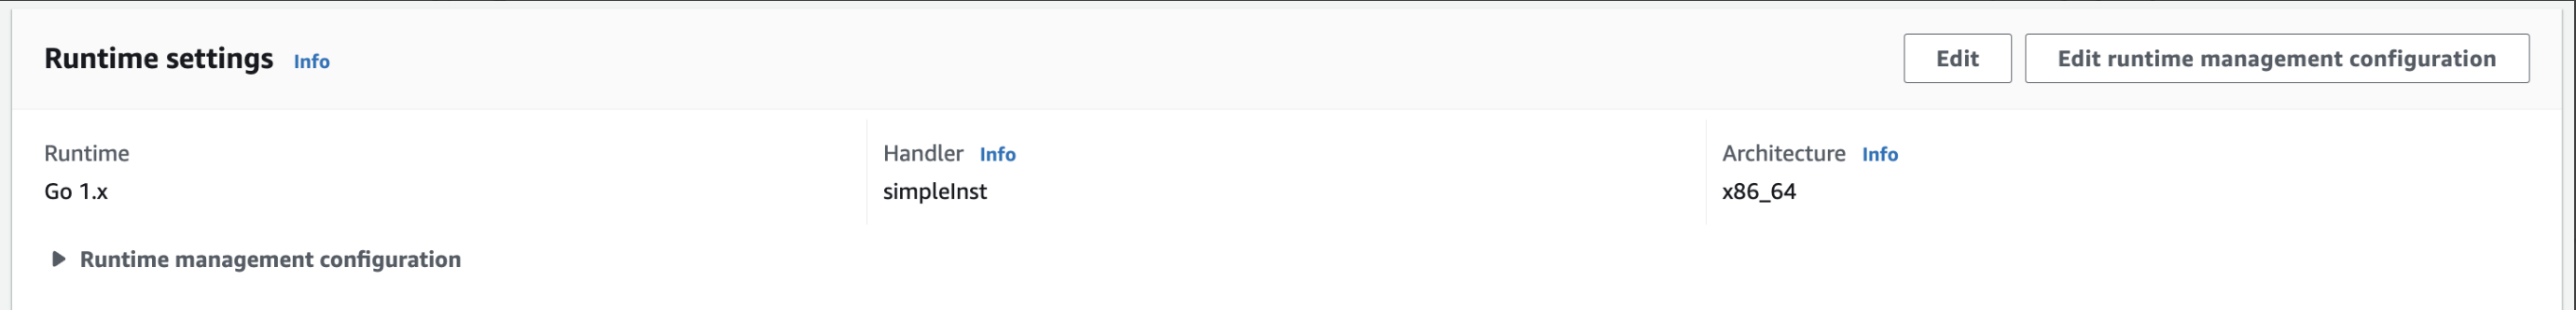 Runtime settings Info
Edit
Edit runtime management configuration
Runtime
Go 1.x
Handler Info
simpleInst
Architecture Info
x86_64
Runtime management configuration